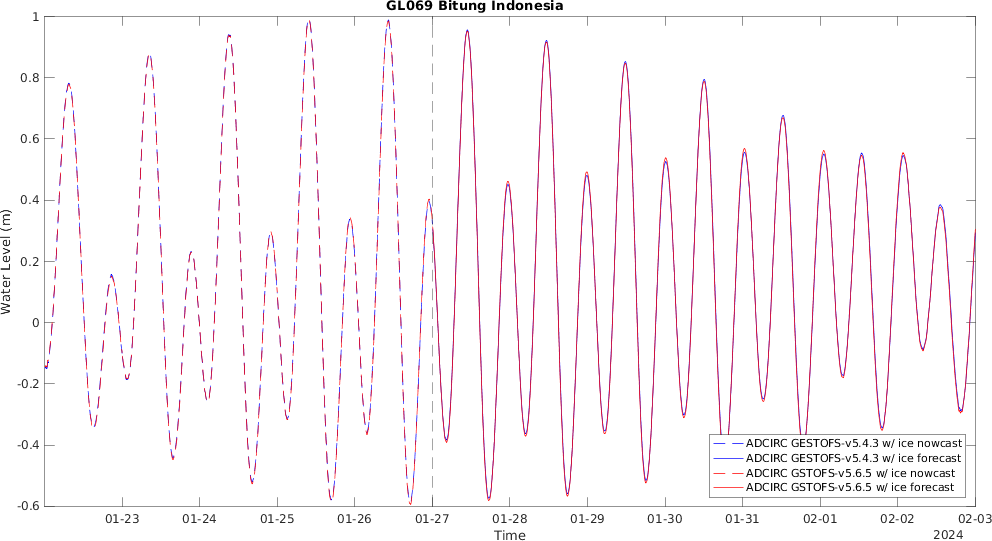 GL069 Bitung Indonesia
1
0.8
0.6
0.4
0.2
0
-0.2
-0.4
-0.6
Water Level (m)
ADCIRC GESTOFS-v5.4.3 w/ ice nowcast
ADCIRC GESTOFS-v5.4.3 w/ ice forecast
ADCIRC GSTOFS-v5.6.5 w/ ice nowcast
ADCIRC GSTOFS-v5.6.5 w/ ice forecast
01-23 01-24 01-25 01-26 01-27 01-28 01-29 01-30 01-31 02-01 02-02 02-03
Time
2024